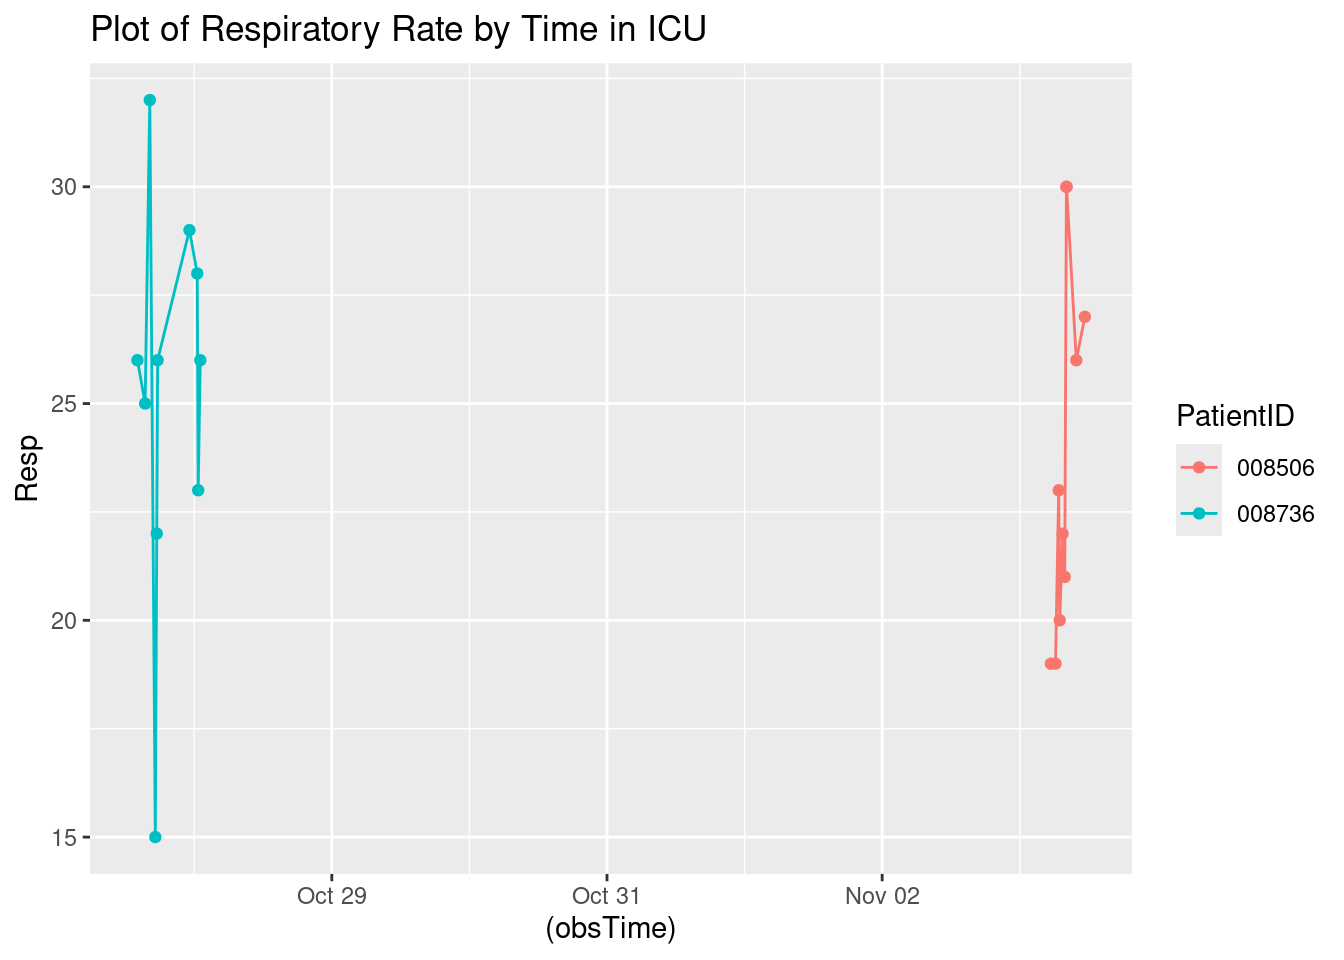 Plot of Respiratory Rate by Time in ICU
30
25
20
15
Resp
Oct 29
Oct 31
Nov 02
(obsTime)
PatientID
008506
008736